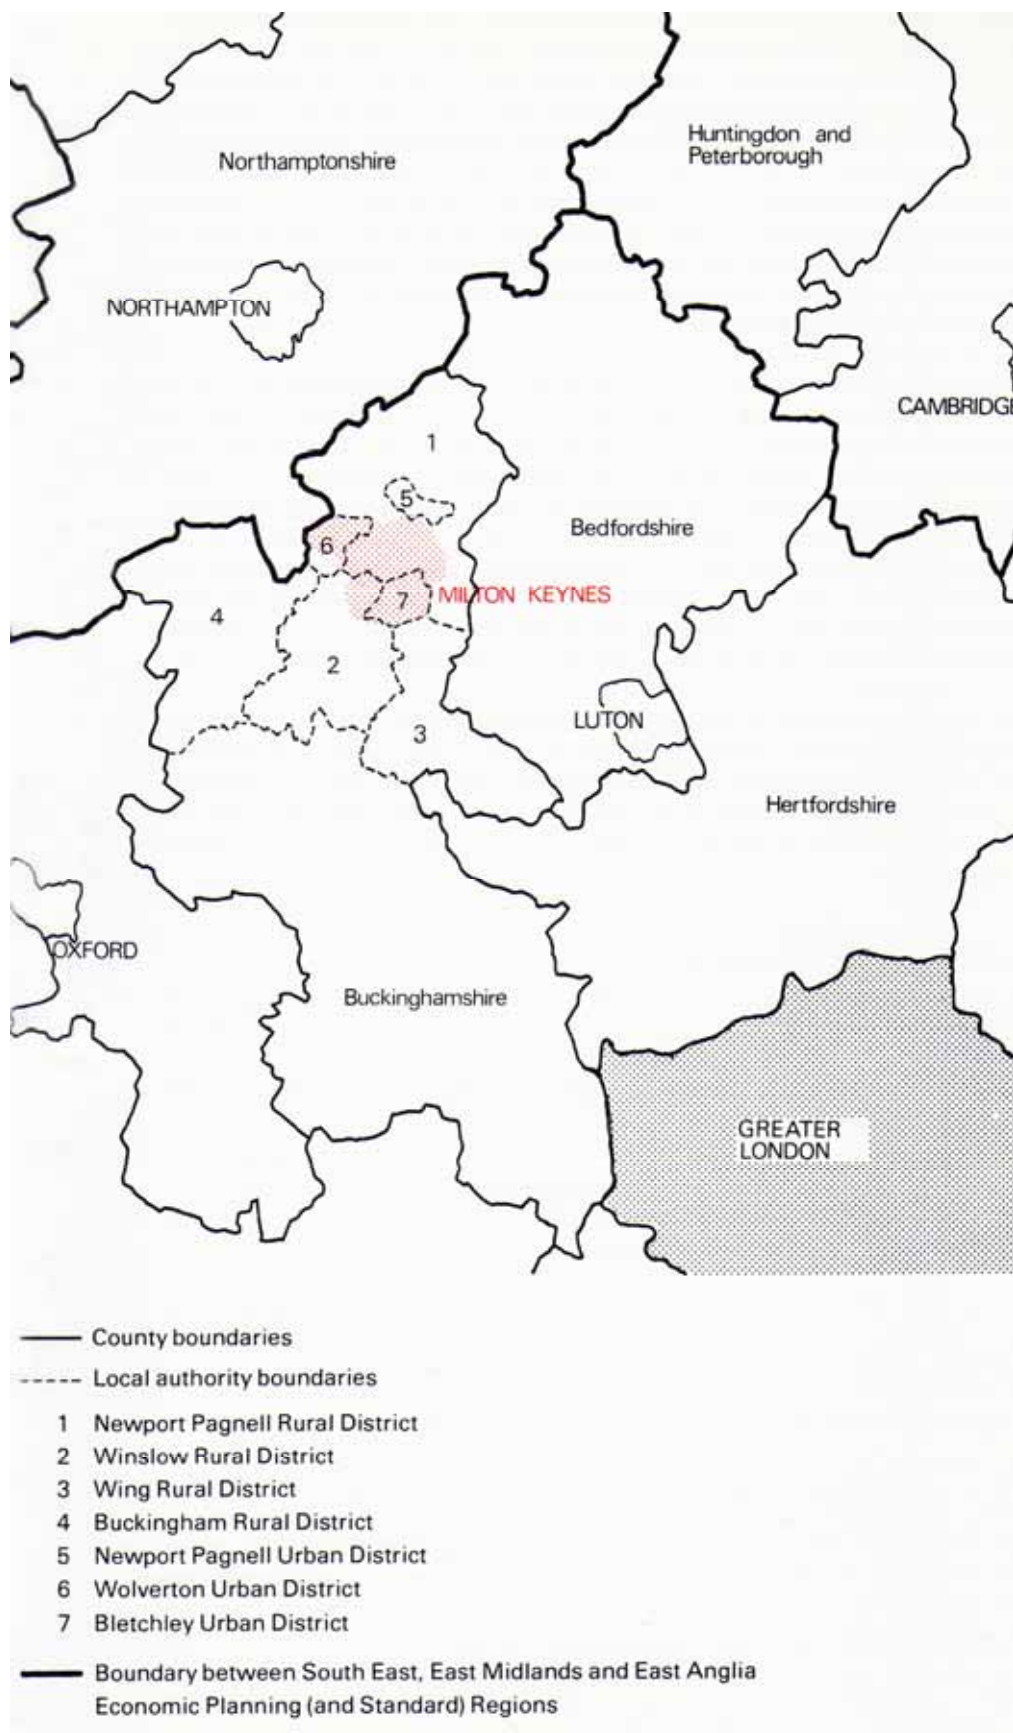 Northamptonshire
Huntingdon and
Peterborough
NORTHAMPTON
CAMBRIDGE
1
5
Bedfordshire
6
MILTON KEYNES
7
4
2
LUTON
3
Hertfordshire
OXFORD
Buckinghamshire
GREATER
LONDON
County boundaries
Local authority boundaries
1 Newport Pagnell Rural District
2 Winslow Rural District
3 Wing Rural District
4 Buckingham Rural District
5 Newport Pagnell Urban District
6 Wolverton Urban District
7 Bletchley Urban District
Boundary between South East, East Midlands and East Anglia
Economic Planning (and Standard) Regions